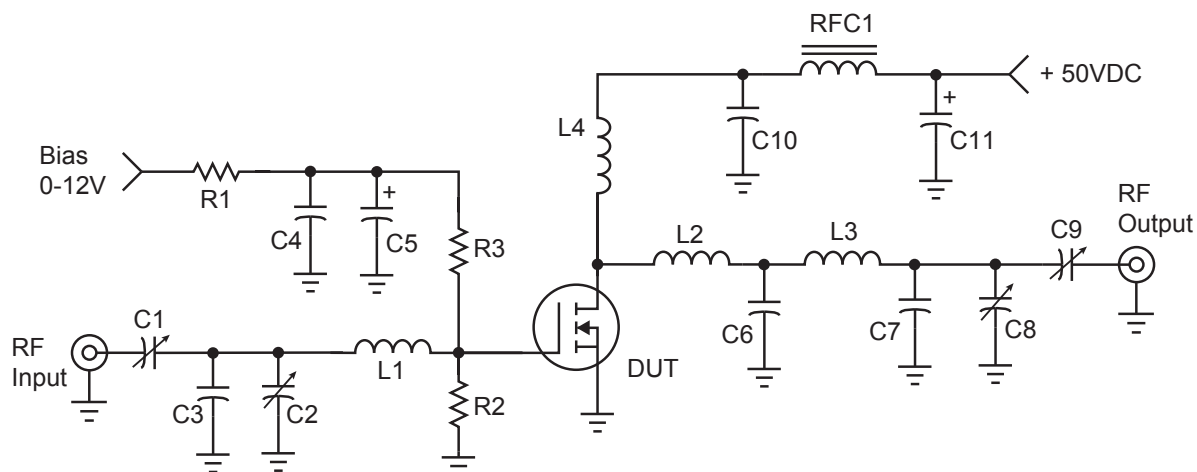 RFC1
+ 50VDC
L4
C10
+
C11
Bias
0-12V
R1
+
C4
C5
R3
L2
L3
C9
RF
Output
C6
C7
C8
DUT
C1
RF
Input
L1
C3
C2
R2